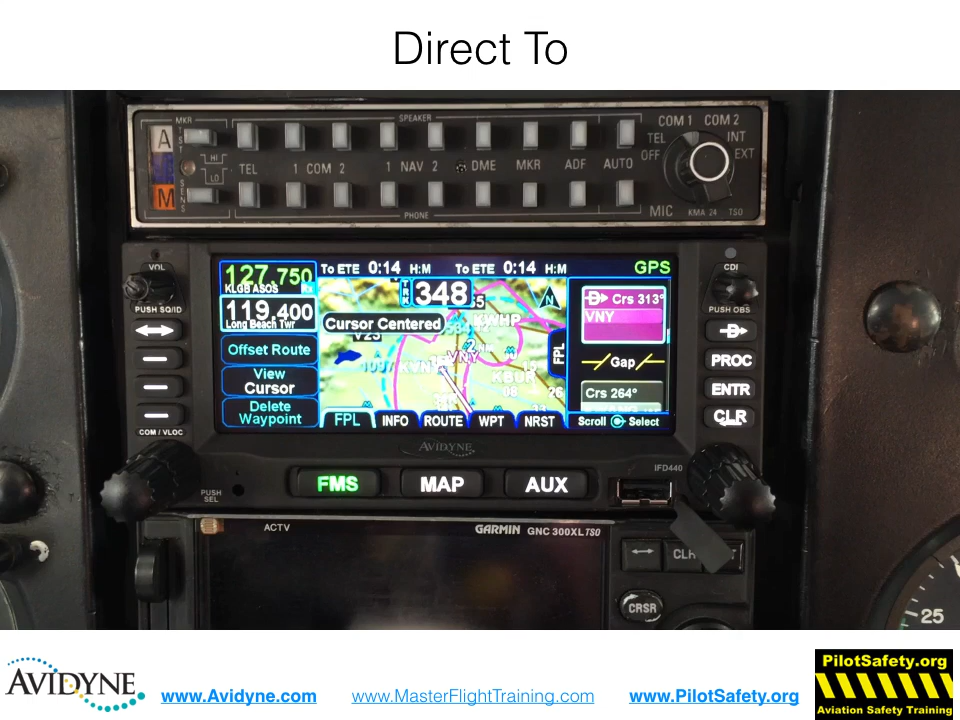 Direct To
MKR
SPEAKER
COM 1 COM 2
A
TEST
TEL
INT
OFF
EXT
HI
LO
TEL 1 COM 2 1 NAV 2 DME MKR ADF AUTO
M
SENS
PHONE
MIC
KMA 24 TSO
VOL
PUSH SQ/ID
127.750
KLGB ASOS
Rx
119.400
Long Beach Twr
Offset Route
View
Cursor
Delete
Waypoint
COM / VLOC
To ETE 0:14 H:M To ETE 0:14 H:M GPS
TRK
348
N
Cursor Centered
KWHP
V23
VNY
KBUR
FPL
FPL INFO ROUTE WPT NRST
Crs 313°
VNY
Gap
Crs 264°
Scroll Select
CDI
PUSH OBS
D
PROC
ENTR
CLR
AVIDYNE
PUSH
SEL
FMS MAP AUX
IFD440
ACTV
GARMIN GNC 300XL TSO
CLR
CRSR
25
AVIDYNE.
www.Avidyne.com www.MasterFlightTraining.com www.PilotSafety.org
PilotSafety.org
Aviation Safety Training